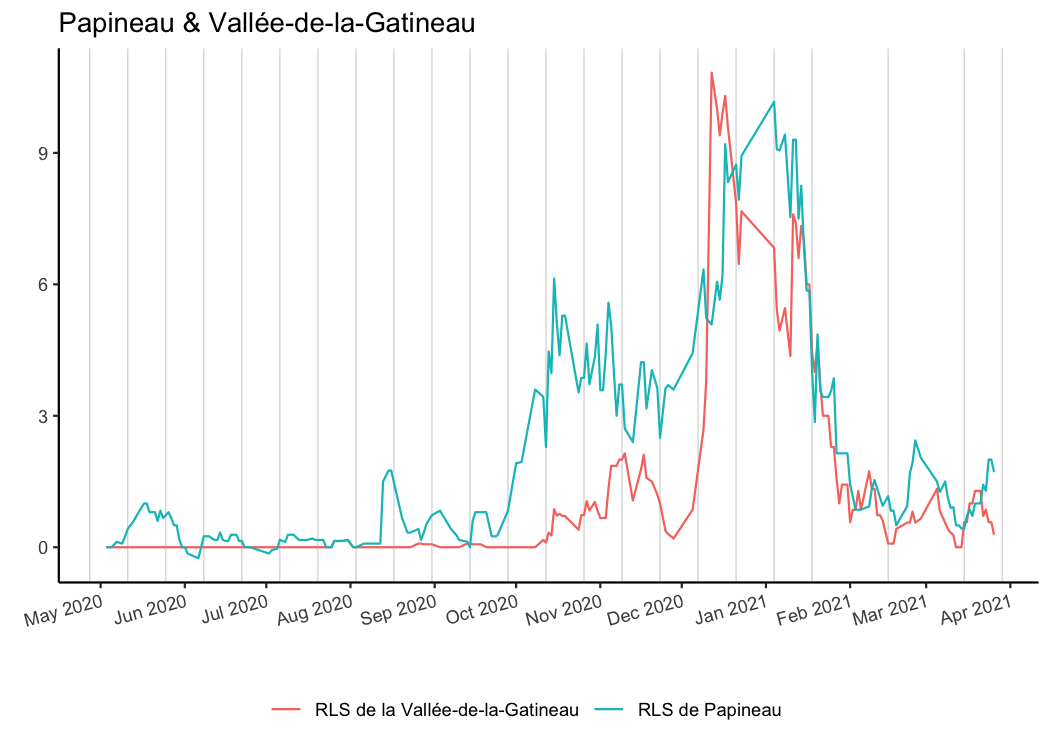 Papineau & Vallée-de-la-Gatineau
9
6
3
0
May 2020 Jun 2020 Jul 2020 Aug 2020 Sep 2020 Oct 2020 Nov 2020 Dec 2020 Jan 2021 Feb 2021 Mar 2021 Apr 2021
RLS de la Vallée-de-la-Gatineau RLS de Papineau